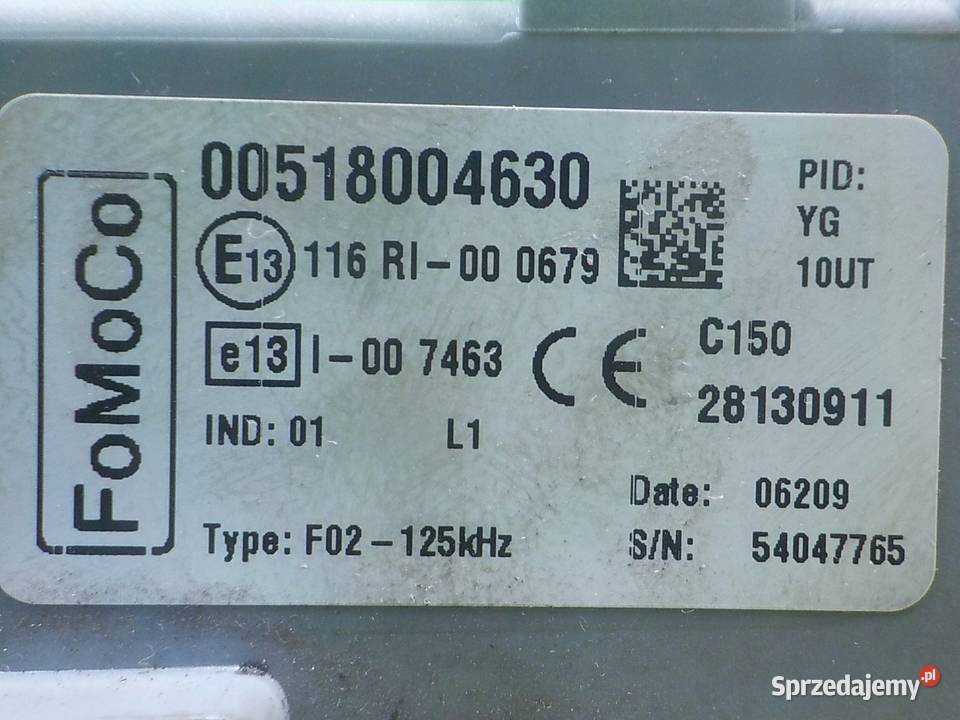 FoMoCo
00518004630
E13 116 RI-00 0679
e13 I-00 7463
CE
IND: 01 L1
Type: F02-125kHz
PID:
YG
10UT
C150
28130911
Date: 06209
S/N: 54047765
Sprzedajemy.pl